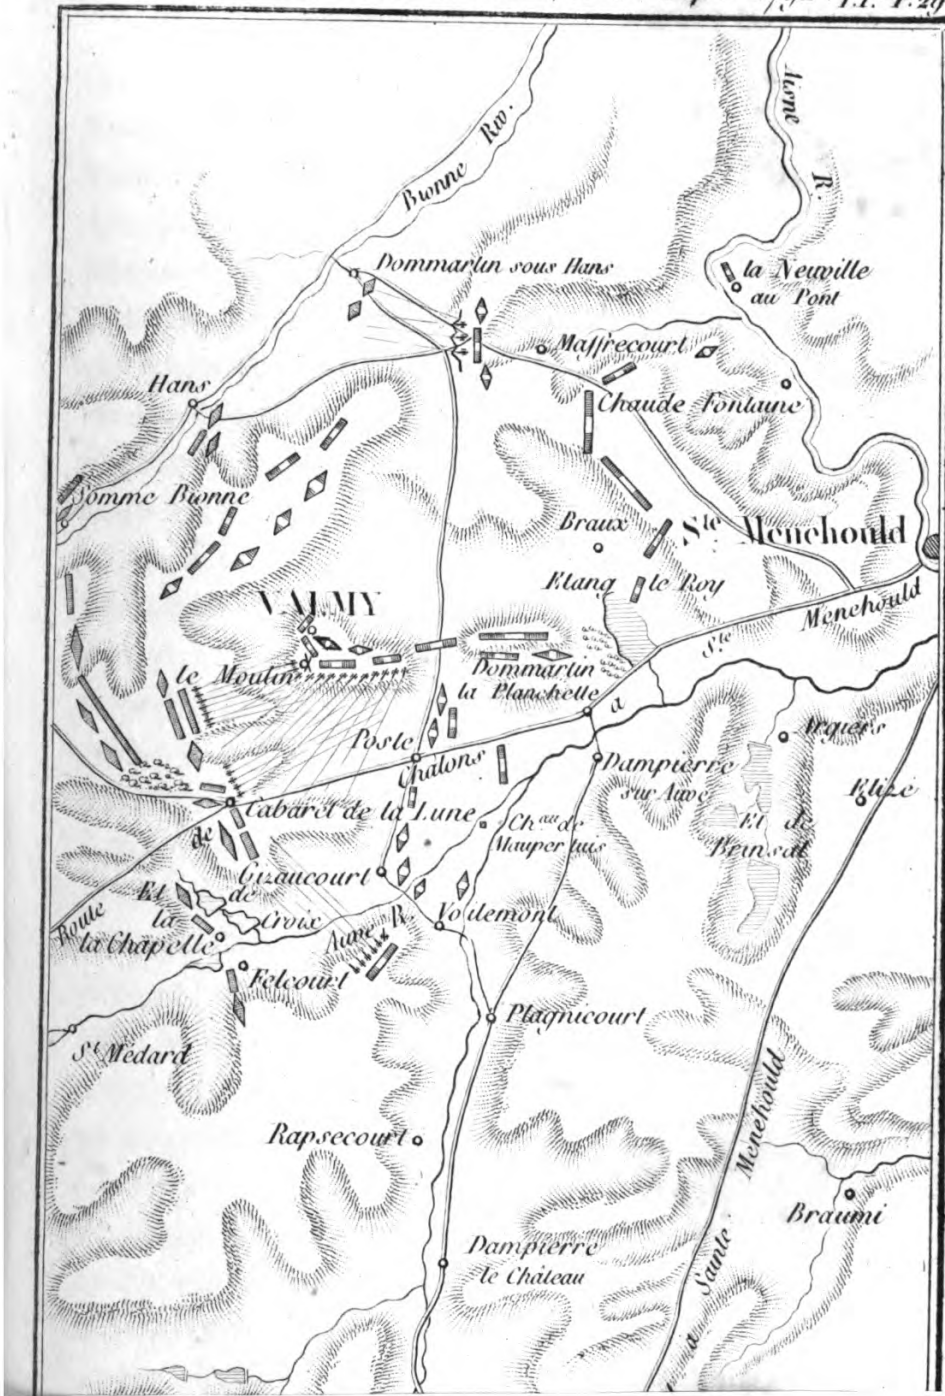 T.I. P.29
Aisne R.
Bionne Riv.
Dommartin sous Hans
la Neuville
au Pont
Maffrecourt
Hans
Chaude Fontaine
Somme Bionne
Braux
Ste Menehould
Etang le Roy
VALMY
Ste Menehould
le Moulin
Dommartin
la Planchette
a
Poste
Chalons
Arguers
Dampierre
sur Auve
Elize
Cabaret de la Lune
de
Chau de
Maupertuis
Et de
Brinsat
Gizaucourt
Et de
la Croix
Route
Auve R.
Voilemont
la Chapelle
Felcourt
Plagnicourt
St Medard
Menehould
Rapsecourt
Braumi
Dampierre
le Château
Sainte
a